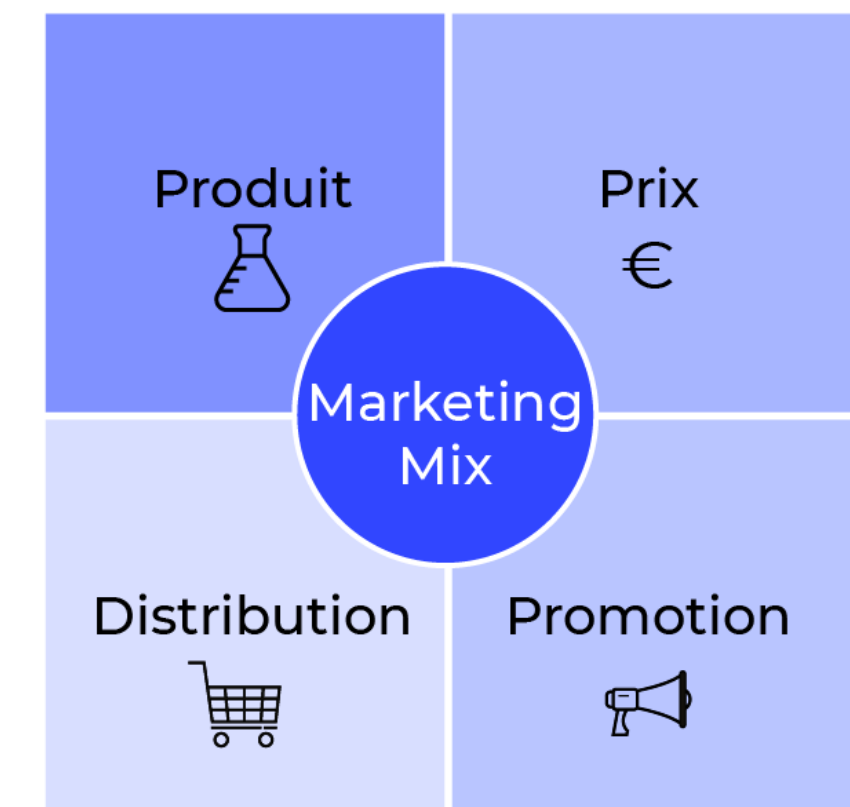 Produit
Prix
€
Marketing
Mix
Distribution
Promotion